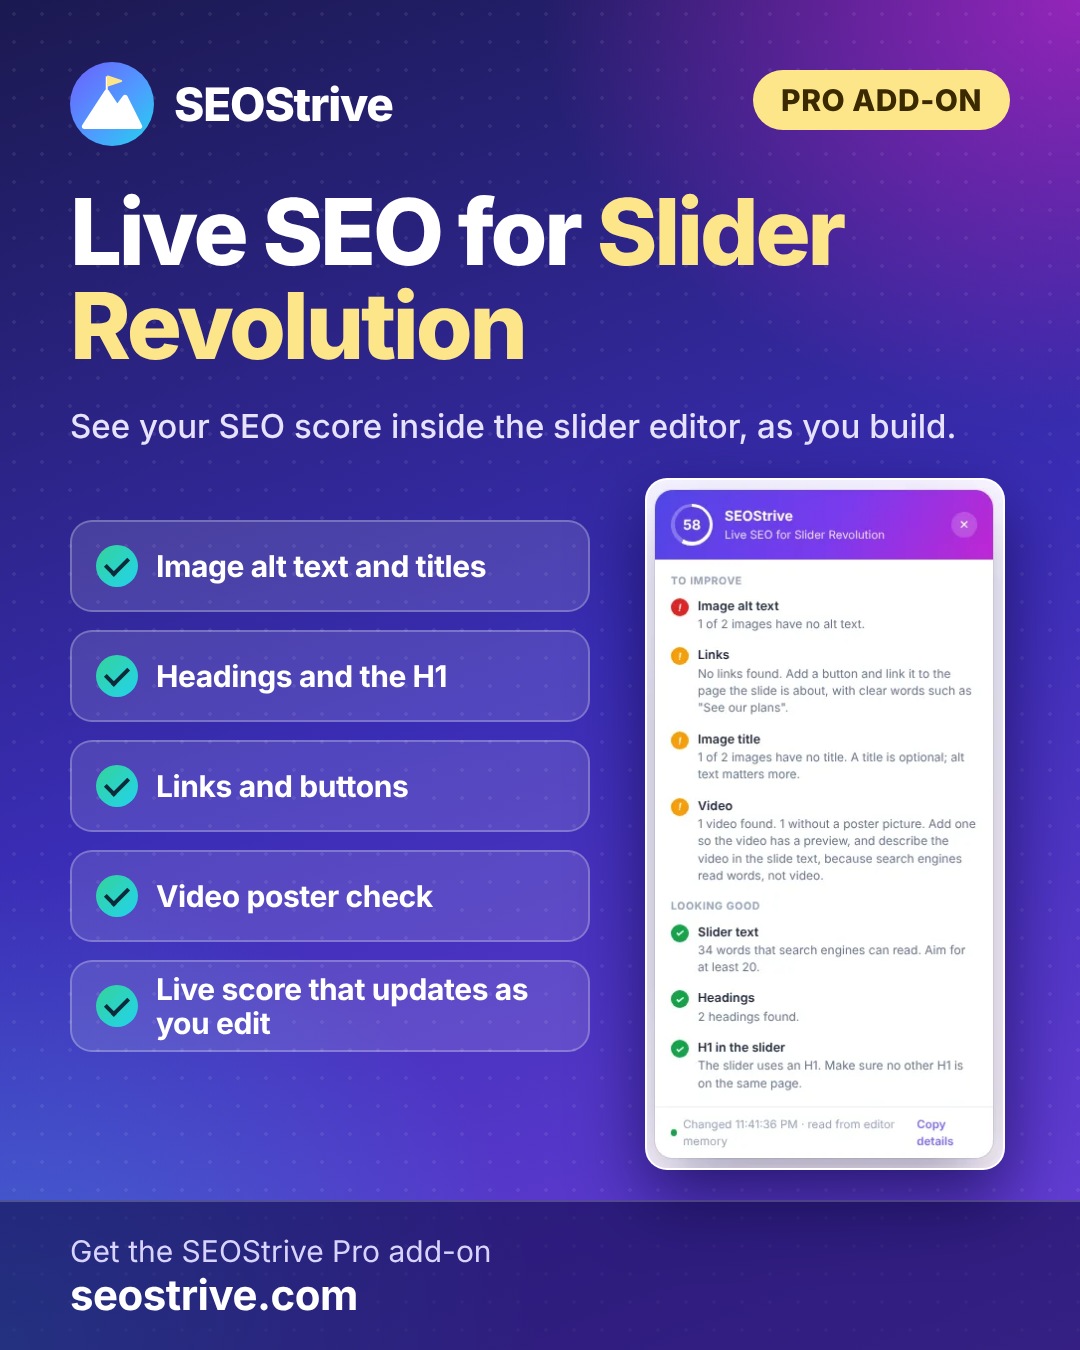 SEOStrive
PRO ADD-ON
Live SEO for Slider
Revolution
See your SEO score inside the slider editor, as you build.
Image alt text and titles
Headings and the H1
Links and buttons
Video poster check
Live score that updates as
you edit
58
SEOStrive
Live SEO for Slider Revolution
TO IMPROVE
Image alt text
1 of 2 images have no alt text.
Links
No links found. Add a button and link it to the
page the slide is about, with clear words such as
"See our plans".
Image title
1 of 2 images have no title. A title is optional; alt
text matters more.
Video
1 video found. 1 without a poster picture. Add one
so the video has a preview, and describe the
video in the slide text, because search engines
read words, not video.
LOOKING GOOD
Slider text
34 words that search engines can read. Aim for
at least 20.
Headings
2 headings found.
H1 in the slider
The slider uses an H1. Make sure no other H1 is
on the same page.
Changed 11:41:36 PM · read from editor
memory
Copy
details
Get the SEOStrive Pro add-on
seostrive.com